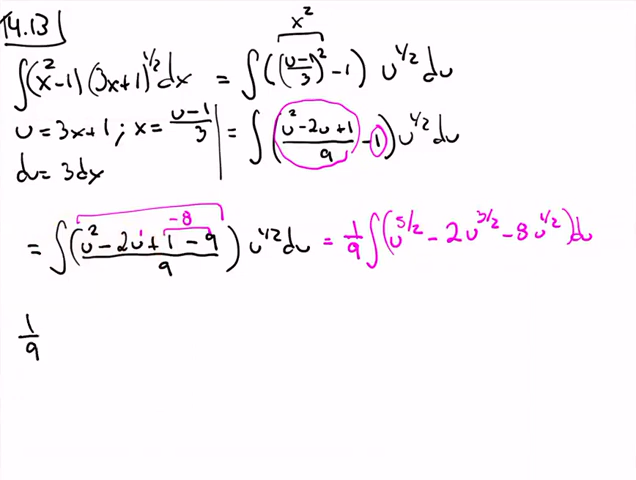 T4.13
x²
∫(x²-1)(3x+1)^{1/2}dx = ∫((u-1/3)²-1) u^{1/2}du
u = 3x+1 ; x = u-1/3 = ∫(u²-2u+1/9 - 1)u^{1/2}du
du = 3dx
-8
= ∫(u²-2u+1-9/9) u^{1/2}du = 1/9 ∫(u^{5/2} - 2u^{3/2} - 8u^{1/2})du
1/9